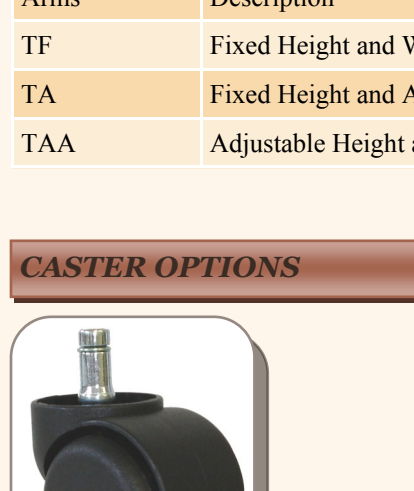 Arms Description
TF Fixed Height and
TA Fixed Height and
TAA Adjustable Height
CASTER OPTIONS